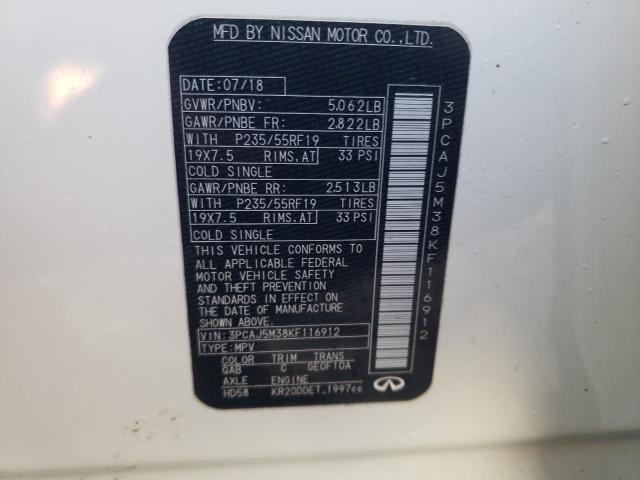 MFD BY NISSAN MOTOR CO.,LTD.
DATE: 07/18
GVWR/PNBV: 5.062LB
GAWR/PNBE FR: 2.822LB
WITH P235/55RF19 TIRES
19X7.5 RIMS,AT 33 PSI
COLD SINGLE
GAWR/PNBE RR: 2.513LB
WITH P235/55RF19 TIRES
19X7.5 RIMS,AT 33 PSI
COLD SINGLE
THIS VEHICLE CONFORMS TO
ALL APPLICABLE FEDERAL
MOTOR VEHICLE SAFETY
AND THEFT PREVENTION
STANDARDS IN EFFECT ON
THE DATE OF MANUFACTURE
SHOWN ABOVE.
VIN: 3PCAJ5M38KF116912
TYPE: MPV
COLOR TRIM TRANS
QAB C GEOFTOA
AXLE ENGINE
HD58 KR20DDET_1997cc
3PCAJ5M38KF116912